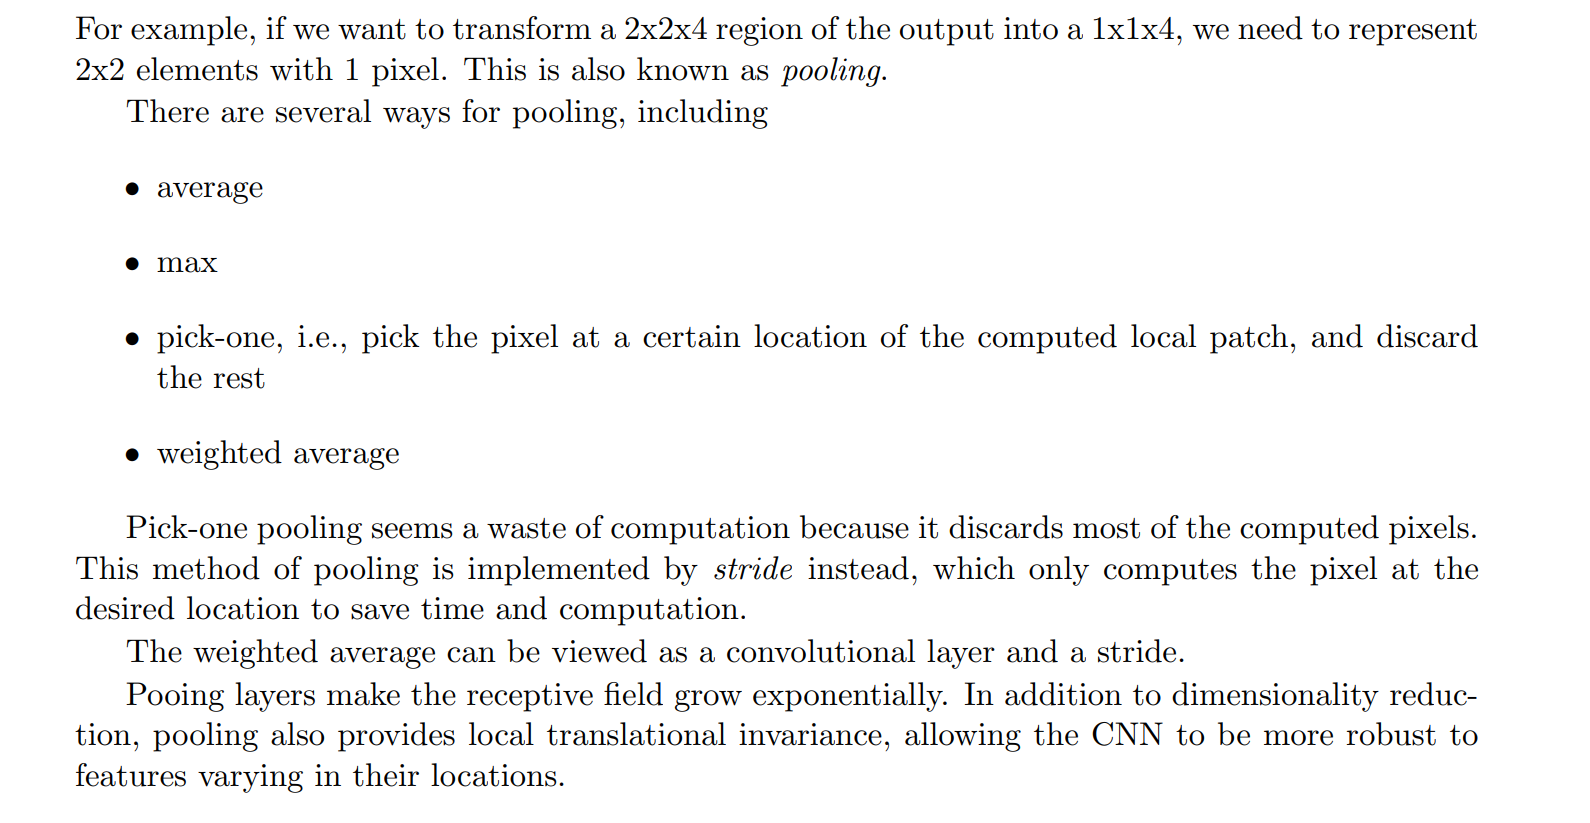 For example, if we want to transform a 2x2x4 region of the output into a 1x1x4, we need to represent
2x2 elements with 1 pixel. This is also known as pooling.
There are several ways for pooling, including
• average
• max
• pick-one, i.e., pick the pixel at a certain location of the computed local patch, and discard
the rest
• weighted average
Pick-one pooling seems a waste of computation because it discards most of the computed pixels.
This method of pooling is implemented by stride instead, which only computes the pixel at the
desired location to save time and computation.
The weighted average can be viewed as a convolutional layer and a stride.
Pooing layers make the receptive field grow exponentially. In addition to dimensionality reduc-
tion, pooling also provides local translational invariance, allowing the CNN to be more robust to
features varying in their locations.